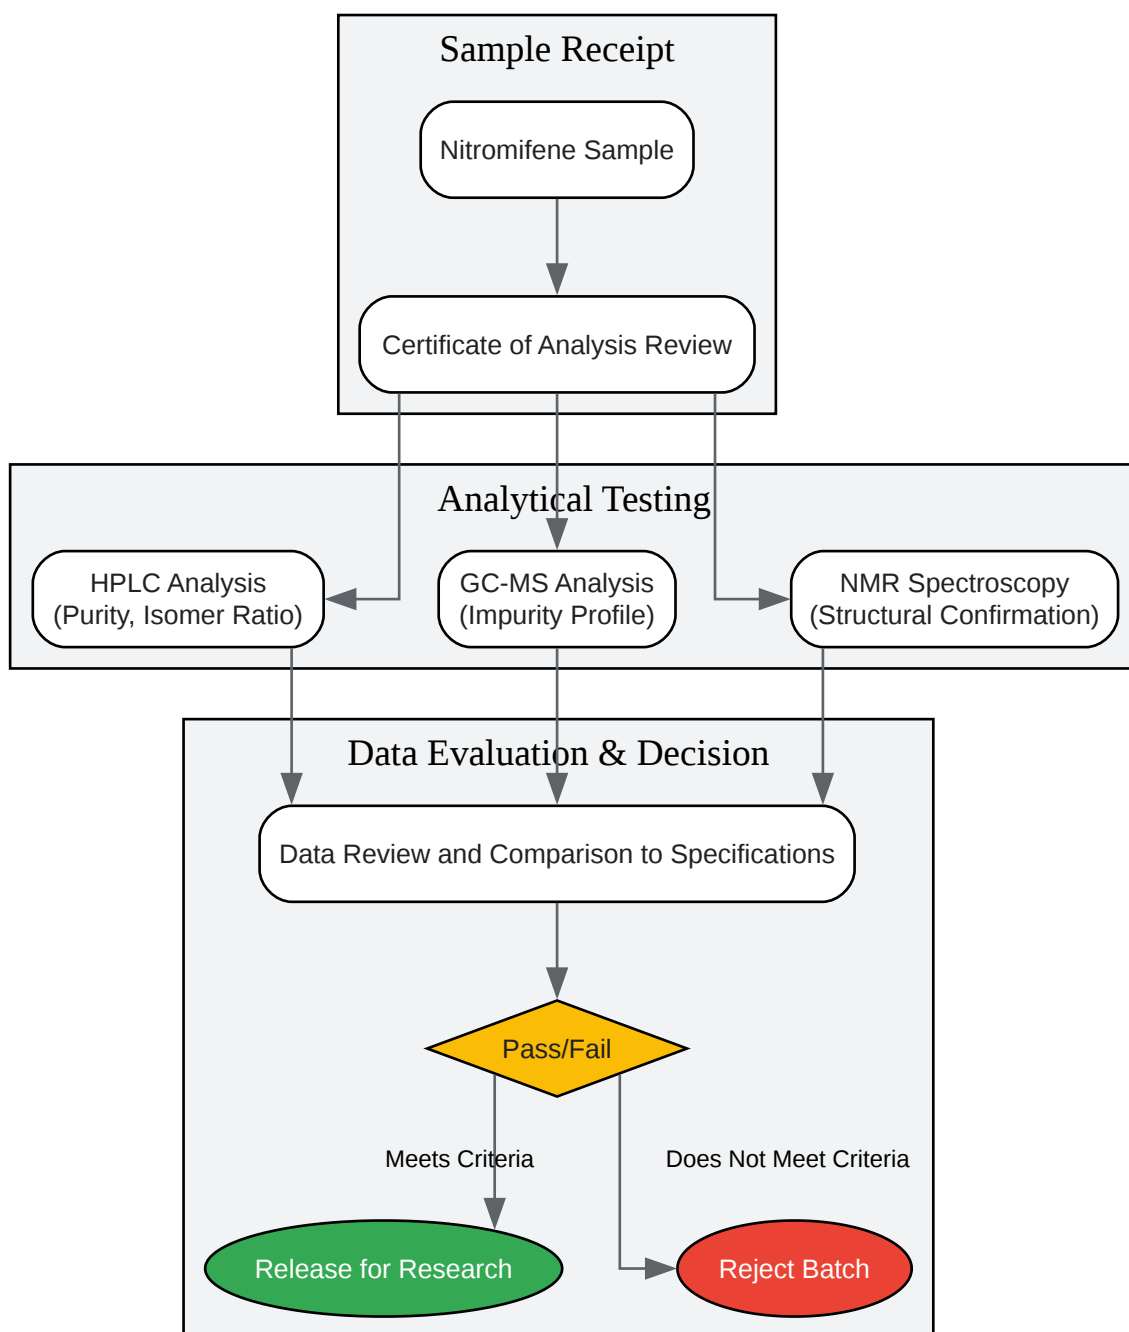 Sample Receipt
Nitromifene Sample
Certificate of Analysis Review
Analytical Testing
HPLC Analysis
(Purity, Isomer Ratio)
GC-MS Analysis
(Impurity Profile)
NMR Spectroscopy
(Structural Confirmation)
Data Evaluation & Decision
Data Review and Comparison to Specifications
Pass/Fail
Meets Criteria
Does Not Meet Criteria
Release for Research
Reject Batch